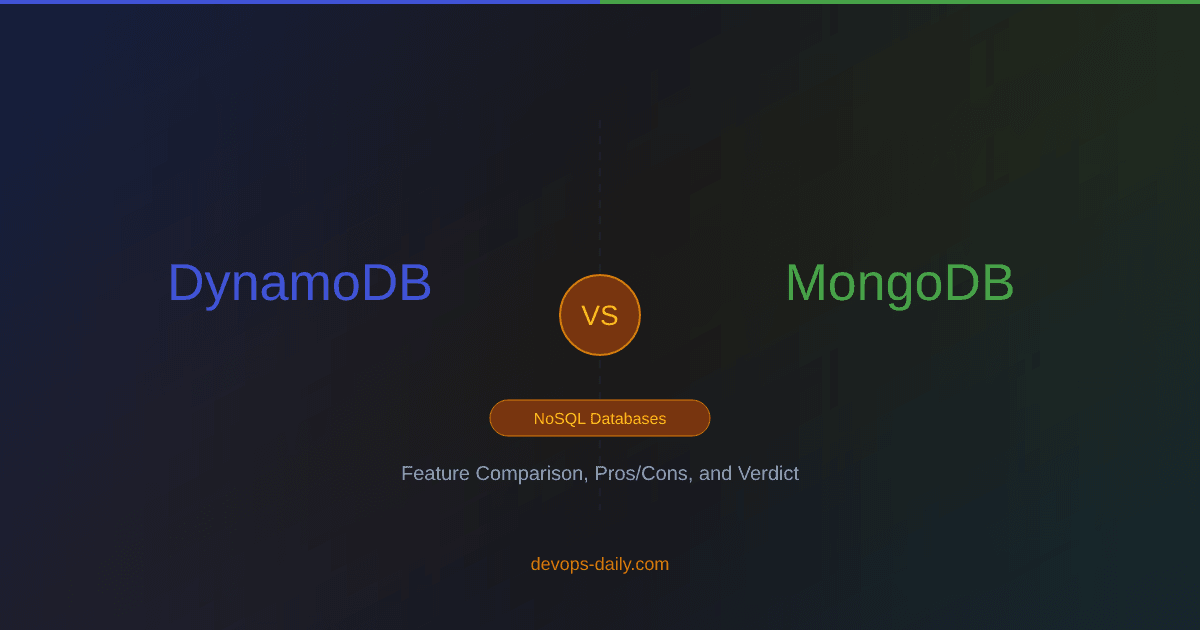 DynamoDB
VS
MongoDB
NoSQL Databases
Feature Comparison, Pros/Cons, and Verdict
devops-daily.com